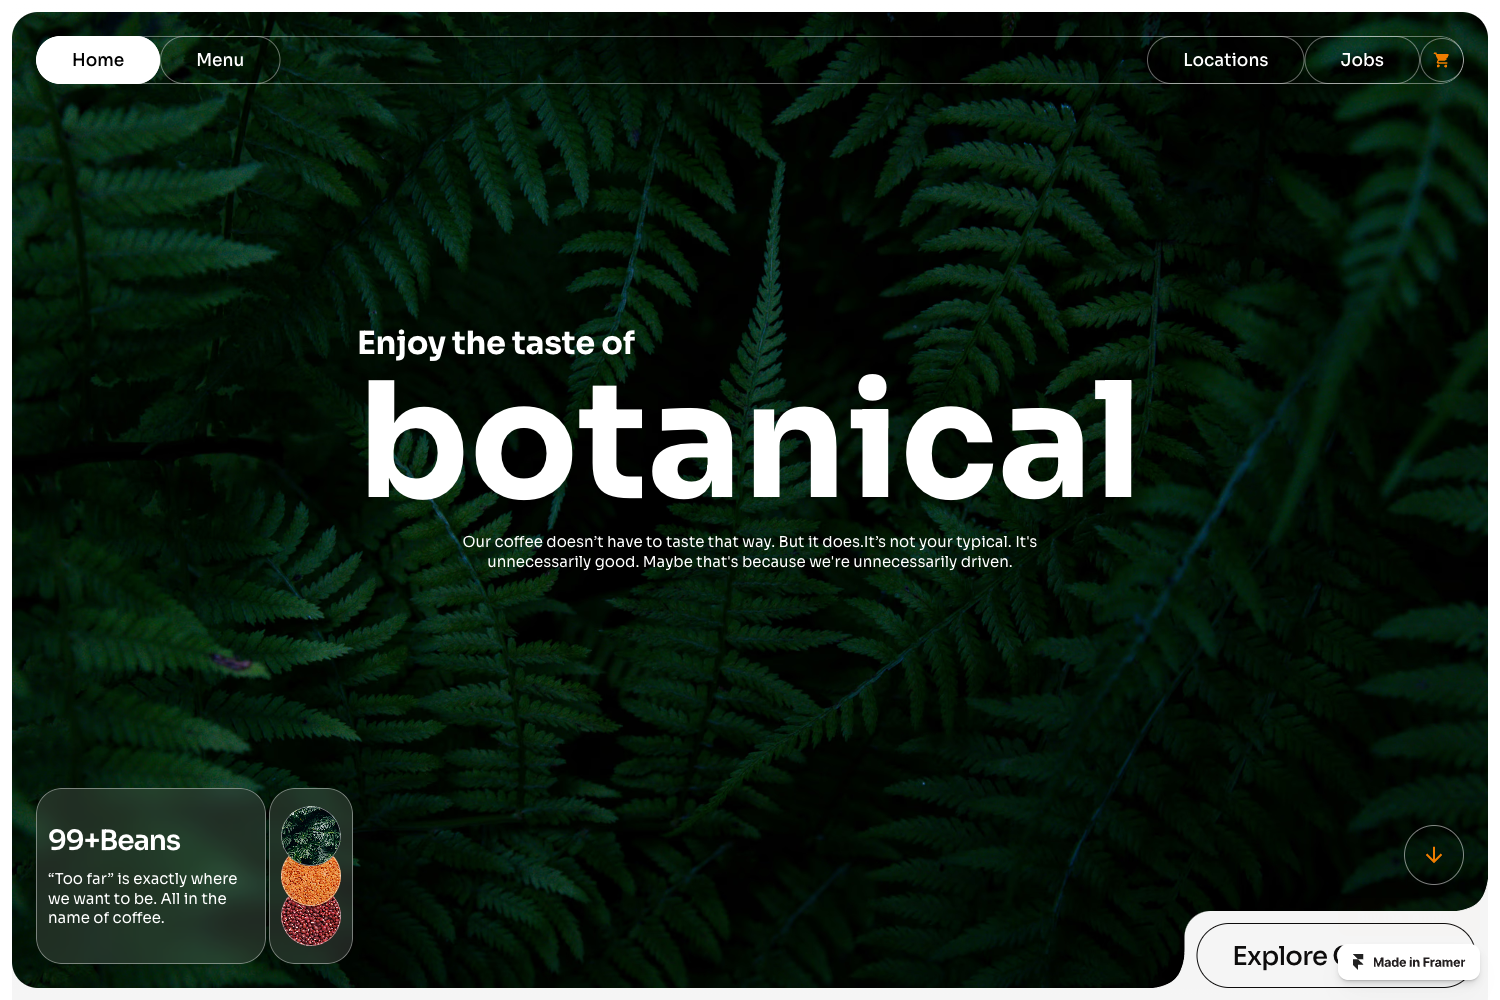 Home
Menu
Locations
Jobs
Enjoy the taste of
botanical
Our coffee doesn’t have to taste that way. But it does.It’s not your typical. It's
unnecessarily good. Maybe that's because we're unnecessarily driven.
99+Beans
“Too far” is exactly where
we want to be. All in the
name of coffee.
Explore
Made in Framer